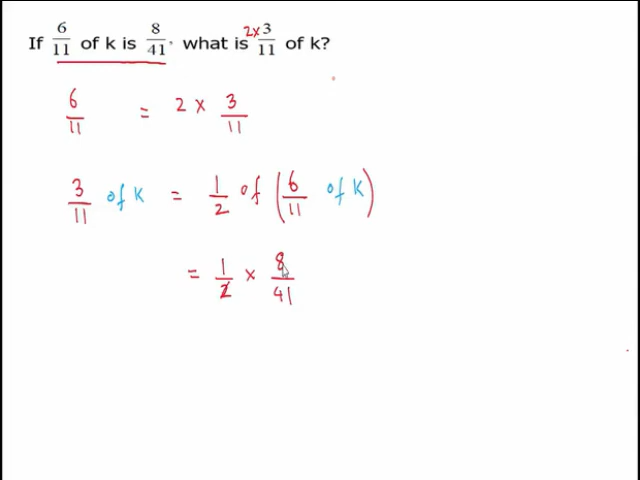 If 6/11 of k is 8/41, what is 2x 3/11 of k?
6/11 = 2 x 3/11
3/11 of k = 1/2 of (6/11 of k)
= 1/2 x 8/41